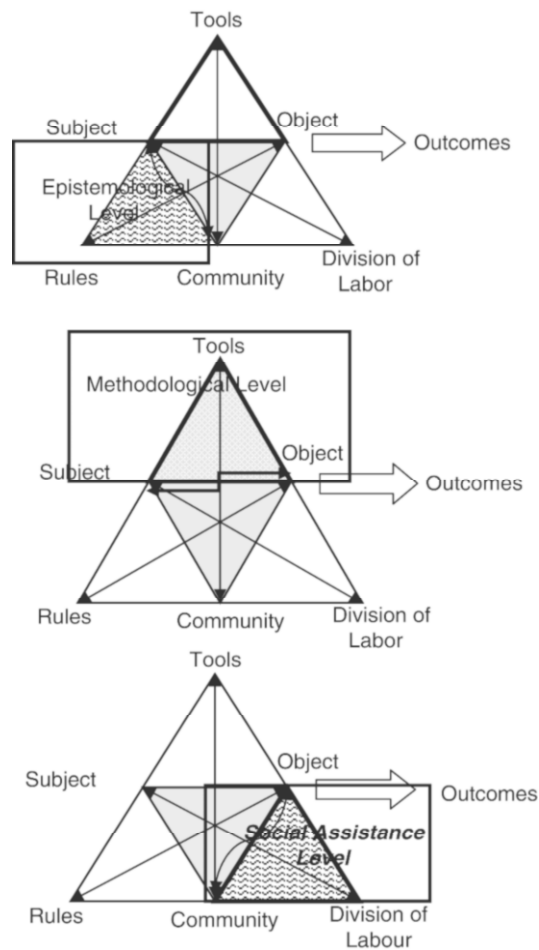 Tools
Object
Subject
Outcomes
Epistemological
Level
Rules
Community
Division of
Labor
Tools
Methodological Level
Object
Subject
Outcomes
Rules
Community
Division of
Labor
Tools
Object
Subject
Outcomes
Social Assistance
Level
Rules
Community
Division of
Labour